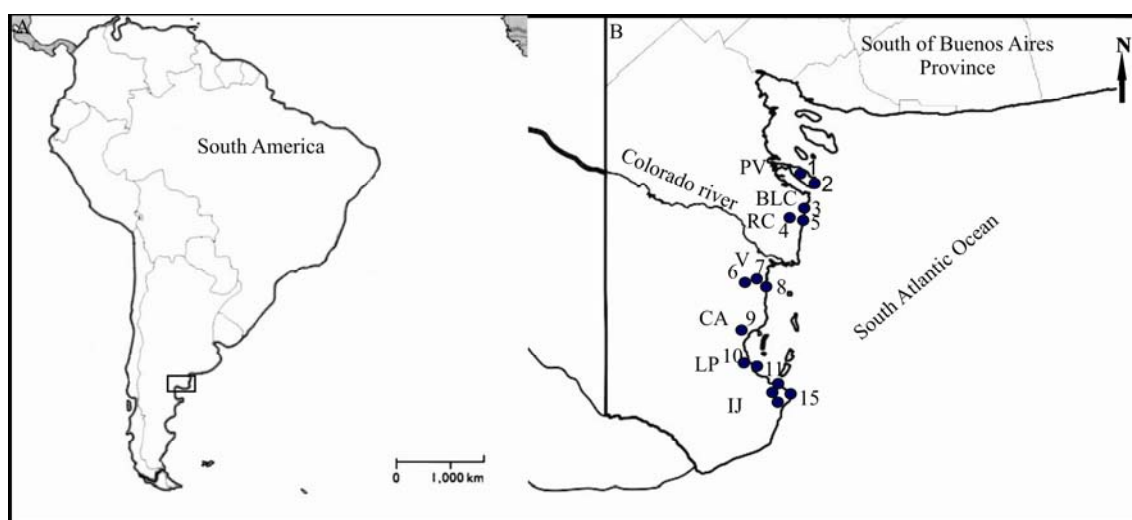 A
South America
0 1,000 km
B
South of Buenos Aires
Province
N
Colorado river
South Atlantic Ocean
PV 1
2
BLC 3
RC 4 5
V 7
6 8
CA 9
LP 10 11
IJ 15